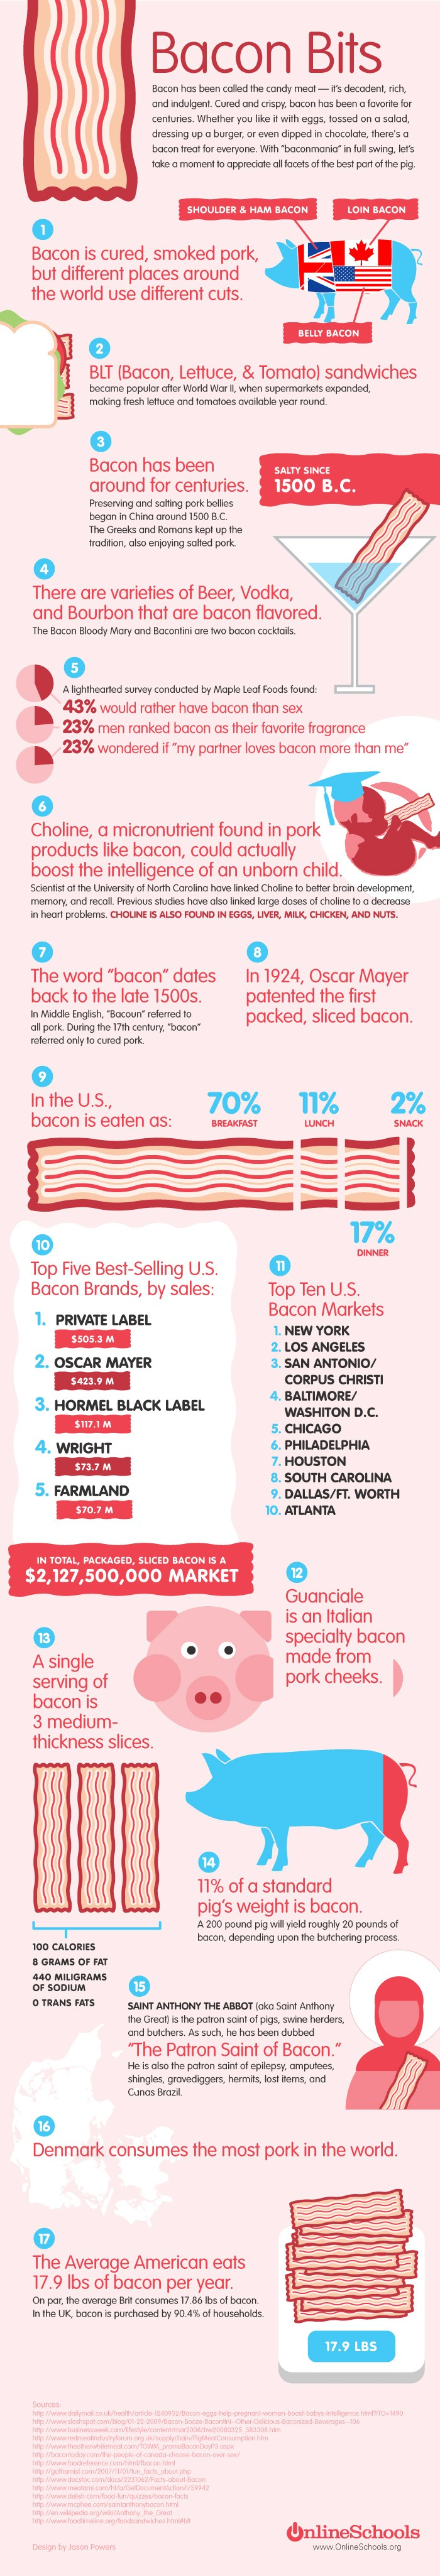 Bacon Bits
Bacon has been called the candy meat — it's decadent, rich,
and indulgent. Cured and crispy, bacon has been a favorite for
centuries. Whether you like it with eggs, tossed on a salad,
dressing up a burger, or even dipped in chocolate, there's a
bacon treat for everyone. With "baconmania" in full swing, let's
take a moment to appreciate all facets of the best part of the pig.
SHOULDER & HAM BACON
LOIN BACON
1
Bacon is cured, smoked pork,
but different places around
the world use different cuts.
BELLY BACON
2
BLT (Bacon, Lettuce, & Tomato) sandwiches
became popular after World War II, when supermarkets expanded,
making fresh lettuce and tomatoes available year round.
3
Bacon has been
around for centuries.
Preserving and salting pork bellies
began in China around 1500 B.C.
The Greeks and Romans kept up the
tradition, also enjoying salted pork.
SALTY SINCE
1500 B.C.
4
There are varieties of Beer, Vodka,
and Bourbon that are bacon flavored.
The Bacon Bloody Mary and Bacontini are two bacon cocktails.
5
A lighthearted survey conducted by Maple Leaf Foods found:
43% would rather have bacon than sex
23% men ranked bacon as their favorite fragrance
23% wondered if "my partner loves bacon more than me"
6
Choline, a micronutrient found in pork
products like bacon, could actually
boost the intelligence of an unborn child.
Scientist at the University of North Carolina have linked Choline to better brain development,
memory, and recall. Previous studies have also linked large doses of choline to a decrease
in heart problems. CHOLINE IS ALSO FOUND IN EGGS, LIVER, MILK, CHICKEN, AND NUTS.
7
The word "bacon" dates
back to the late 1500s.
In Middle English, "Bacoun" referred to
all pork. During the 17th century, "bacon"
referred only to cured pork.
8
In 1924, Oscar Mayer
patented the first
packed, sliced bacon.
9
In the U.S.,
bacon is eaten as:
70%
BREAKFAST
11%
LUNCH
2%
SNACK
17%
DINNER
10
Top Five Best-Selling U.S.
Bacon Brands, by sales:
1. PRIVATE LABEL
$505.3 M
2. OSCAR MAYER
$423.9 M
3. HORMEL BLACK LABEL
$117.1 M
4. WRIGHT
$73.7 M
5. FARMLAND
$70.7 M
11
Top Ten U.S.
Bacon Markets
1. NEW YORK
2. LOS ANGELES
3. SAN ANTONIO/
CORPUS CHRISTI
4. BALTIMORE/
WASHITON D.C.
5. CHICAGO
6. PHILADELPHIA
7. HOUSTON
8. SOUTH CAROLINA
9. DALLAS/FT. WORTH
10. ATLANTA
IN TOTAL, PACKAGED, SLICED BACON IS A
$2,127,500,000 MARKET
12
Guanciale
is an Italian
specialty bacon
made from
pork cheeks.
13
A single
serving of
bacon is
3 medium-
thickness slices.
100 CALORIES
8 GRAMS OF FAT
440 MILIGRAMS
OF SODIUM
0 TRANS FATS
14
11% of a standard
pig's weight is bacon.
A 200 pound pig will yield roughly 20 pounds of
bacon, depending upon the butchering process.
15
SAINT ANTHONY THE ABBOT (aka Saint Anthony
the Great) is the patron saint of pigs, swine herders,
and butchers. As such, he has been dubbed
"The Patron Saint of Bacon."
He is also the patron saint of epilepsy, amputees,
shingles, gravediggers, hermits, lost items, and
Cunas Brazil.
16
Denmark consumes the most pork in the world.
17
The Average American eats
17.9 lbs of bacon per year.
On par, the average Brit consumes 17.86 lbs of bacon.
In the UK, bacon is purchased by 90.4% of households.
17.9 LBS
Sources:
http://en.wikipedia.org/wiki/Anthony_the_Great
Design by Jason Powers
OnlineSchools
www.OnlineSchools.org